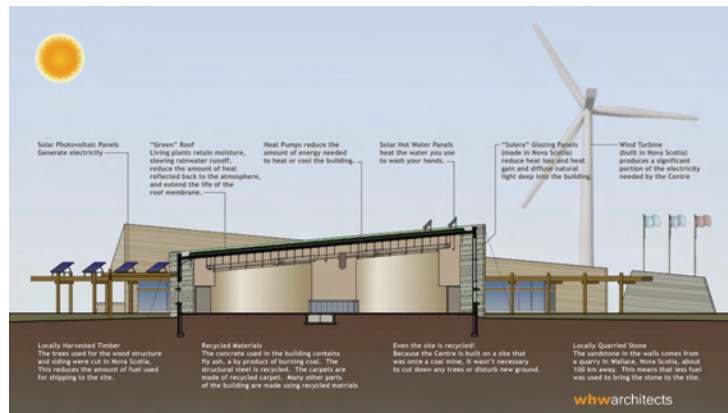 Solar Photovoltaic Panels
Generate electricity
"Green" Roof
Living plants retain moisture,
slowing rainwater runoff,
reduce the amount of heat
reflected back to the atmosphere,
and extend the life of the
roof membrane.
Heat Pumps reduce the
amount of energy needed
to heat or cool the building.
Solar Hot Water Panels
heat the water you use
to wash your hands.
"Solera" Glazing Panels
(made in Nova Scotia)
reduce heat loss and heat
gain and diffuse natural
light deep into the building.
Wind Turbine
(built in Nova Scotia)
produces a significant
portion of the electricity
needed by the Centre
Locally Harvested Timber
The trees used for the wood structure
and siding were cut in Nova Scotia,
This reduces the amount of fuel used
for shipping to the site.
Recycled Materials
The concrete used in the building contains
fly ash, a by product of burning coal. The
structural steel is recycled. The carpets are
made of recycled carpet. Many other parts
of the building are made using recycled matrials
Even the site is recycled!
Because the Centre is built on a site that
was once a coal mine, it wasn't necessary
to cut down any trees or disturb new ground.
Locally Quarried Stone
The sandstone in the walls comes from
a quarry in Wallace, Nova Scotia, about
100 km away. This means that less fuel
was used to bring the stone to the site.
whwarchitects